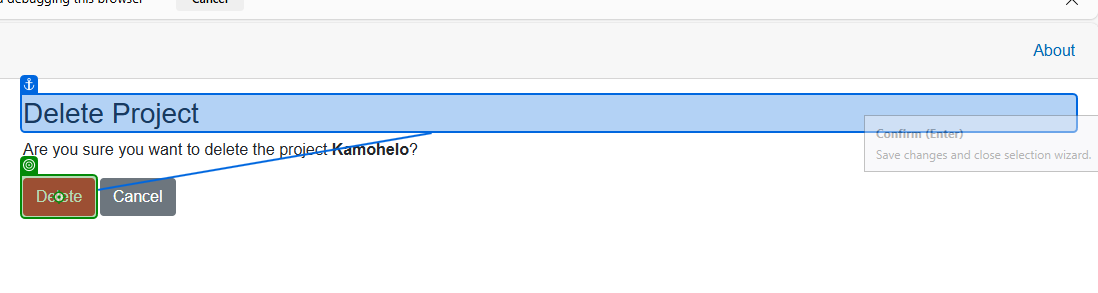 debugging this browser Cancel
About
Delete Project
Are you sure you want to delete the project Kamohelo?
Confirm (Enter)
Save changes and close selection wizard.
Delete Cancel